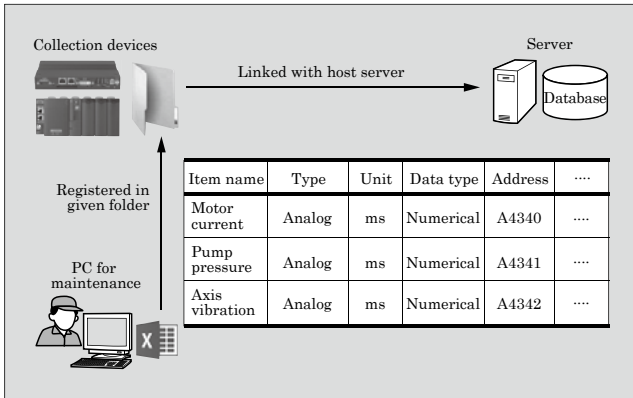 Collection devices
Server
Linked with host server
Database
Registered in
given folder
PC for
maintenance
X
Item name Type Unit Data type Address ....
Motor
current Analog ms Numerical A4340 ....
Pump
pressure Analog ms Numerical A4341 ....
Axis
vibration Analog ms Numerical A4342 ....